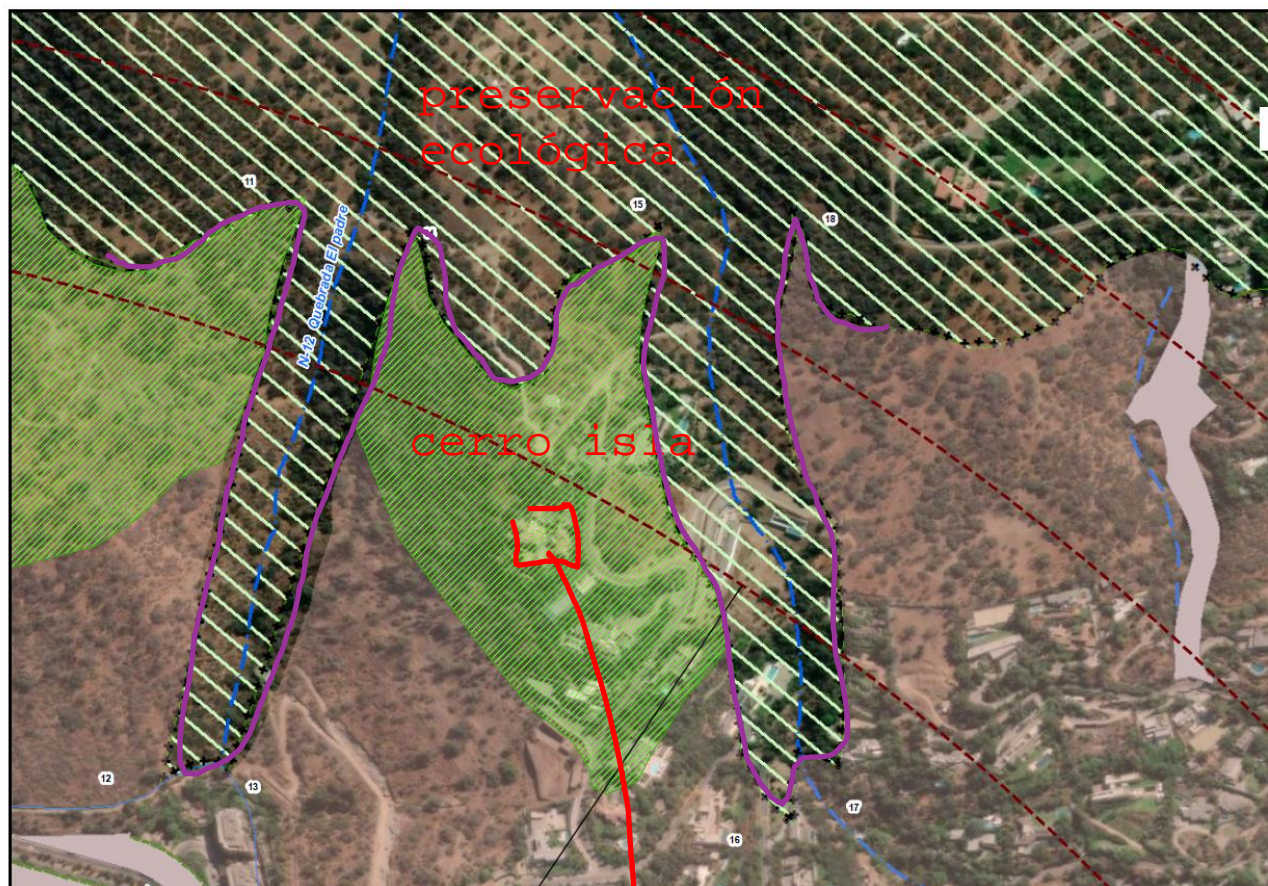 preservación
ecológica
11
15
18
N-12 Quebrada El padre
cerro isla
12
13
16
17